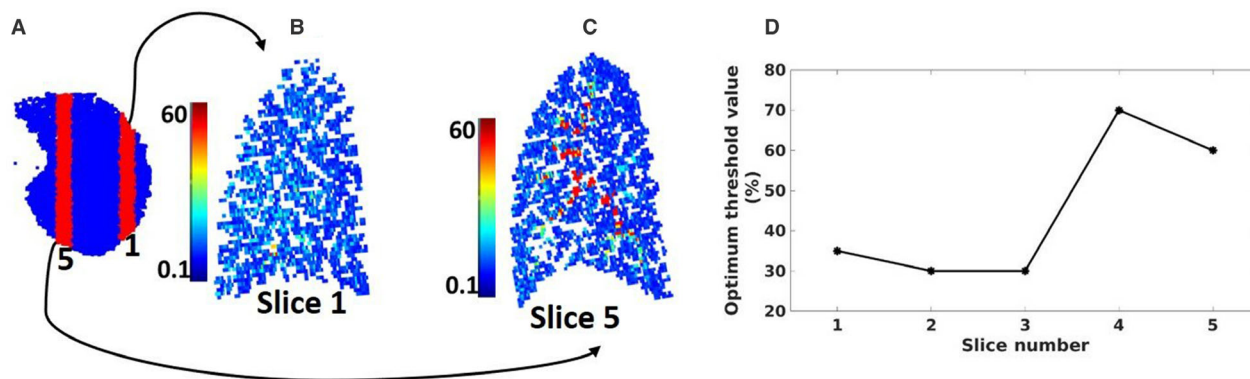 A
B
C
D
5
1
60
0.1
Slice 1
60
0.1
Slice 5
Optimum threshold value
(%)
80
70
60
50
40
30
20
1 2 3 4 5
Slice number